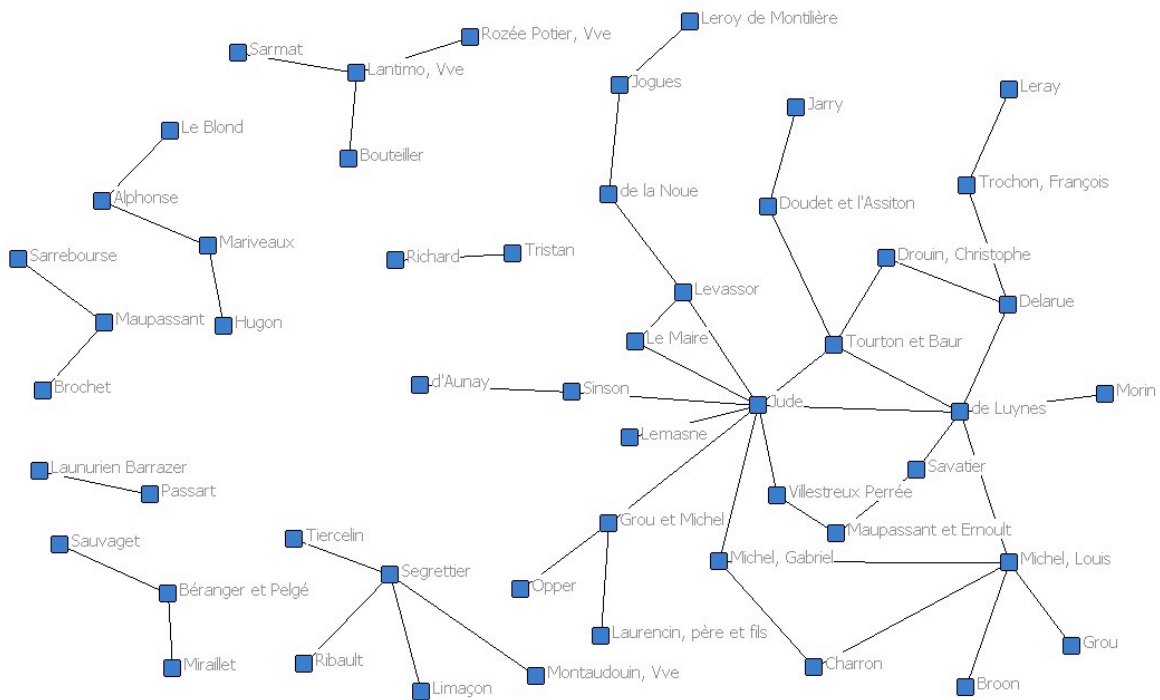 Leroy de Montilière
Rozée Potier, Vve
Sarmat
Lantimo, Vve
Jogues
Leray
Jarry
Le Blond
Bouteiller
Trochon, François
de la Noue
Alphonse
Doudet et l'Assiton
Mariveaux
Tristan
Drouin, Christophe
Sarrebourse
Richard
Levassor
Delarue
Maupassant
Hugon
Le Maire
Tourton et Baur
d'Aunay
Brochet
Sinson
Morin
Jude
de Luynes
Lemasne
Launurien Barrazer
Savatier
Passart
Villestreux Perrée
Grou et Michel
Tiercelin
Maupassant et Ernoult
Sauvaget
Michel, Gabriel
Michel, Louis
Segrettier
Béranger et Pelgé
Opper
Laurencin, père et fils
Grou
Ribault
Charron
Miraillet
Montaudouin, Vve
Broon
Limaçon